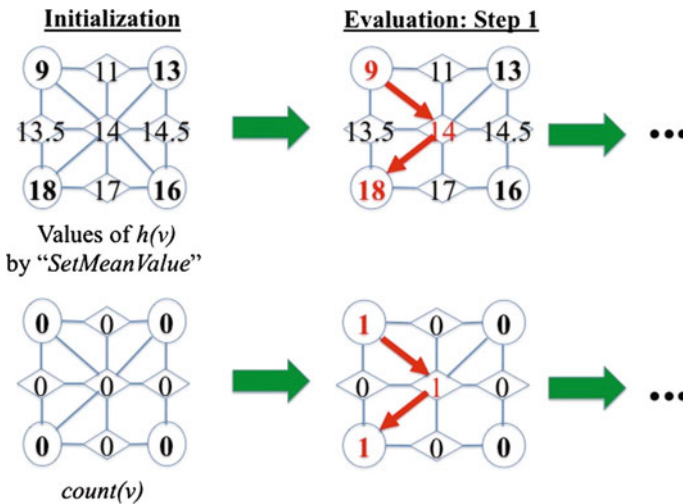 Initialization
Evaluation: Step 1
9 11 13
13.5 14 14.5
18 17 16
9 11 13
13.5 14 14.5
18 17 16
...
Values of h(v)
by “SetMeanValue”
0 0 0
0 0 0
0 0 0
1 0 0
0 1 0
1 0 0
...
count(v)